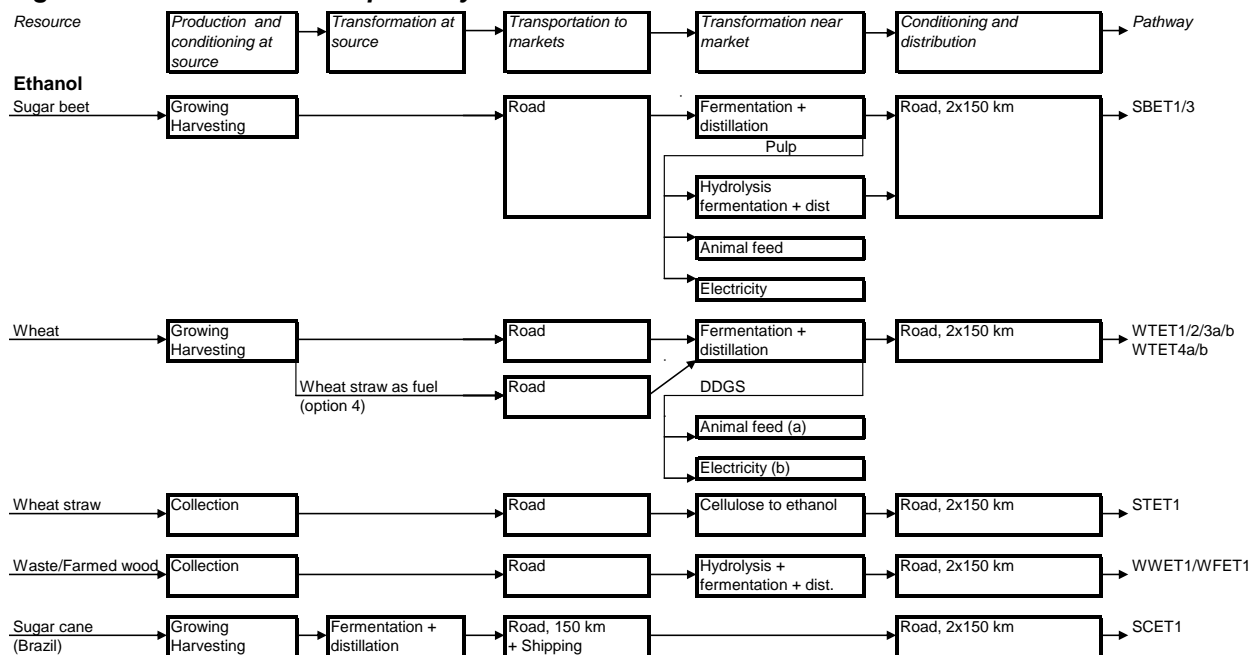 Resource
Production and
conditioning at
source
Transformation at
source
Transportation to
markets
Transformation near
market
Conditioning and
distribution
Pathway
Ethanol
Sugar beet
Growing
Harvesting
Road
Fermentation +
distillation
Road, 2x150 km
SBET1/3
Pulp
Hydrolysis
fermentation + dist
Animal feed
Electricity
Wheat
Growing
Harvesting
Road
Fermentation +
distillation
Road, 2x150 km
WTET1/2/3a/b
WTET4a/b
Wheat straw as fuel
(option 4)
Road
DDGS
Animal feed (a)
Electricity (b)
Wheat straw
Collection
Road
Cellulose to ethanol
Road, 2x150 km
STET1
Waste/Farmed wood
Collection
Road
Hydrolysis +
fermentation + dist.
Road, 2x150 km
WWET1/WFET1
Sugar cane
(Brazil)
Growing
Harvesting
Fermentation +
distillation
Road, 150 km
+ Shipping
Road, 2x150 km
SCET1